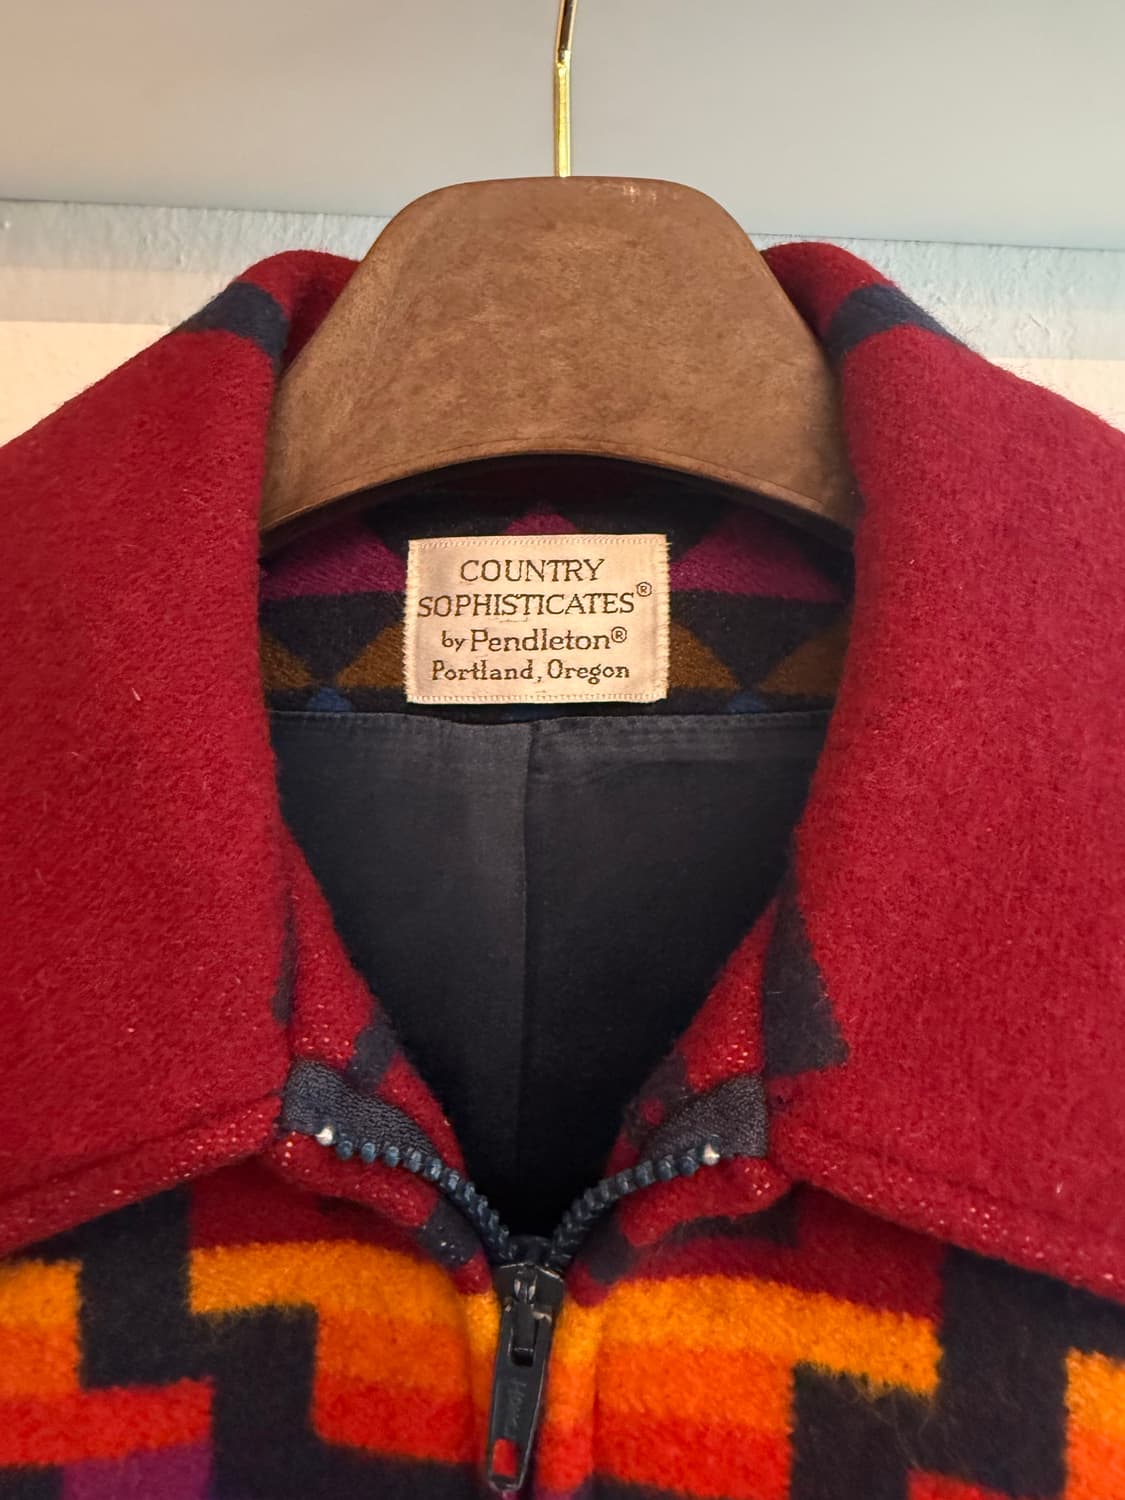 COUNTRY
SOPHISTICATES®
by Pendleton®
Portland, Oregon